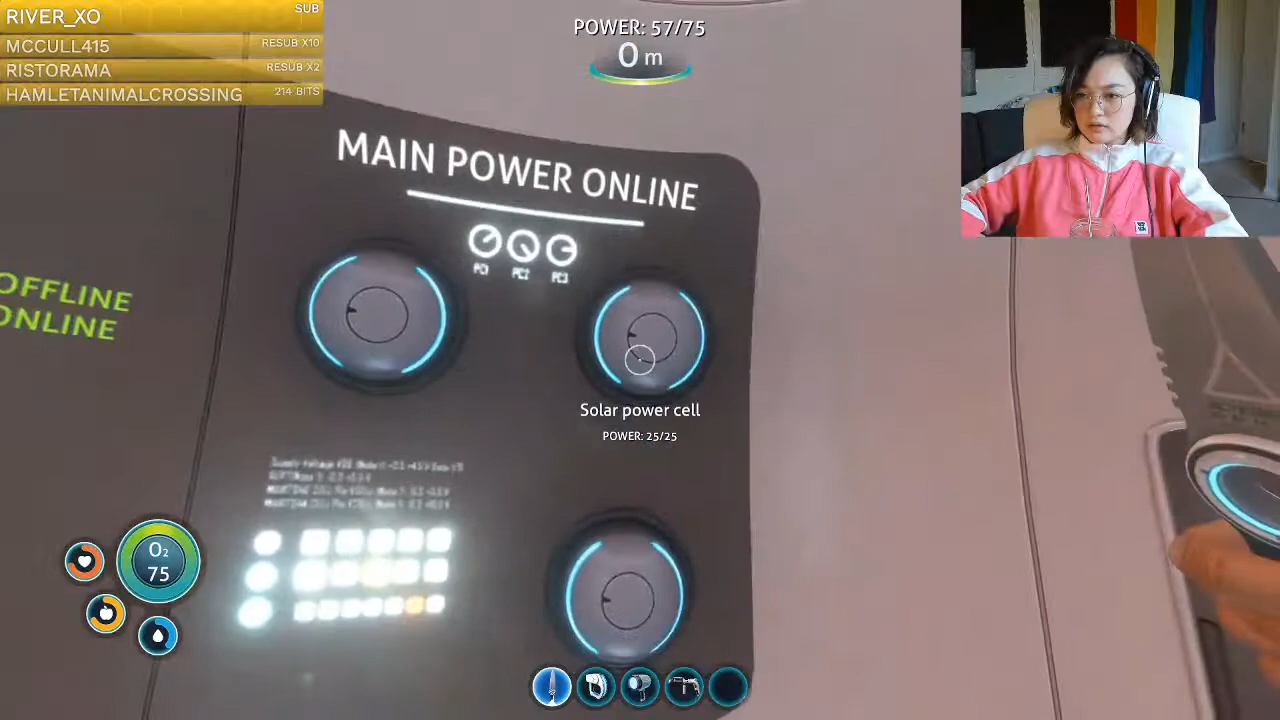 RIVER_XO SUB
MCCULL415 RESUB X10
RISTORAMA RESUB X2
HAMLETANIMALCROSSING 214 BITS
POWER: 57/75
0 m
MAIN POWER ONLINE
PC1 PC2 PC3
OFFLINE
ONLINE
Solar power cell
POWER: 25/25
O2
75